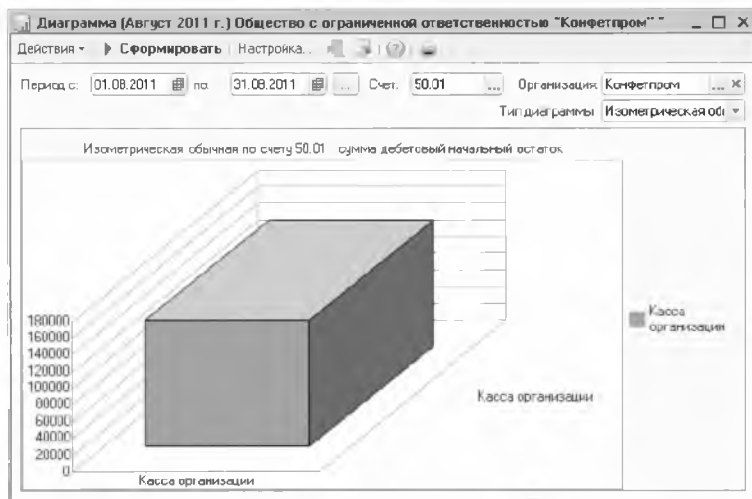 Диаграмма (Август 2011 г.) Общество с ограниченной ответственностью "Конфетпром" "
Действия Сформировать Настройка...
Период с: 01.08.2011 по 31.08.2011 ... Счет: 50.01 ... Организация: Конфетпром ...
Тип диаграммы Изометрическая обы
Изометрическая обычная по счету 50.01 сумма дебетовый начальный остаток
180000
160000
140000
120000
100000
80000
60000
40000
20000
0
Касса организации
Касса организации
Касса
организации